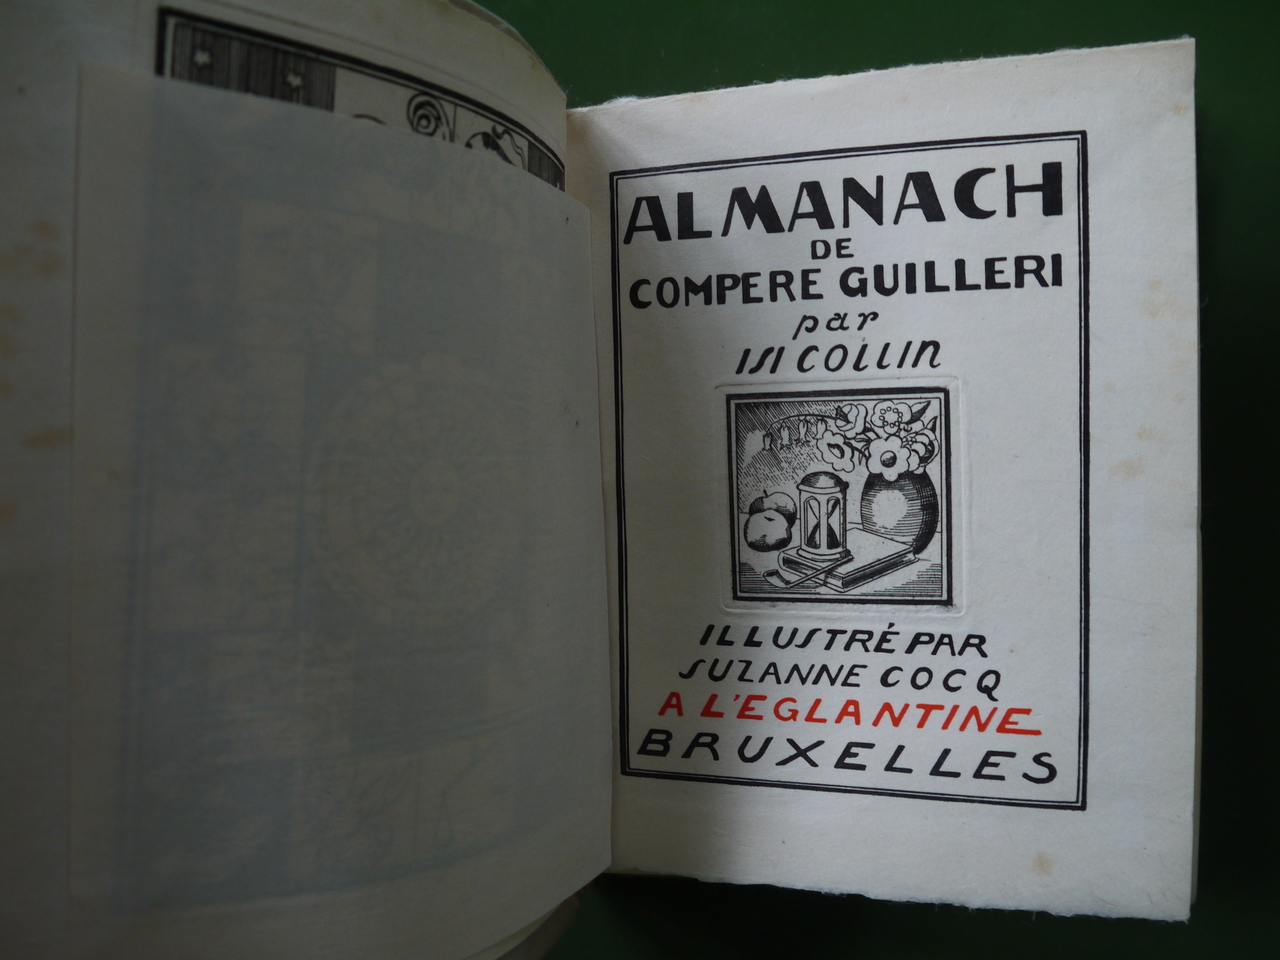 ALMANACH
DE
COMPERE GUILLERI
par
ISI COLLIN
ILLUSTRÉ PAR
SUZANNE COCQ
A L'EGLANTINE
BRUXELLES